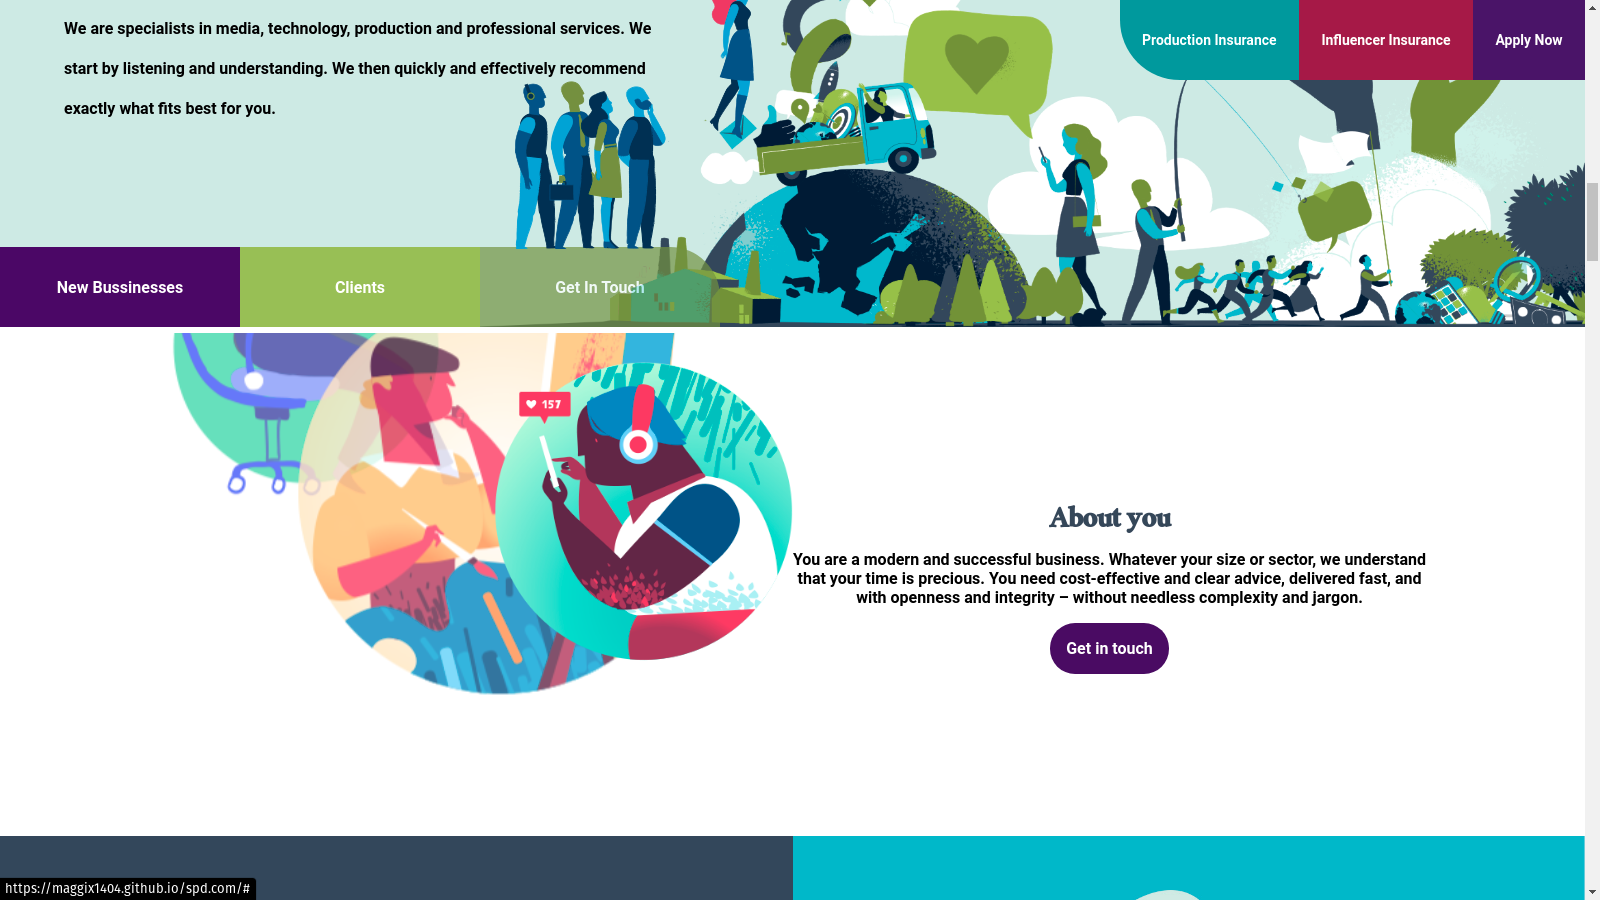 We are specialists in media, technology, production and professional services. We
start by listening and understanding. We then quickly and effectively recommend
exactly what fits best for you.
Production Insurance
Influencer Insurance
Apply Now
New Bussinesses
Clients
Get In Touch
157
About you
You are a modern and successful business. Whatever your size or sector, we understand
that your time is precious. You need cost-effective and clear advice, delivered fast, and
with openness and integrity – without needless complexity and jargon.
Get in touch
https://maggix1404.github.io/spd.com/#